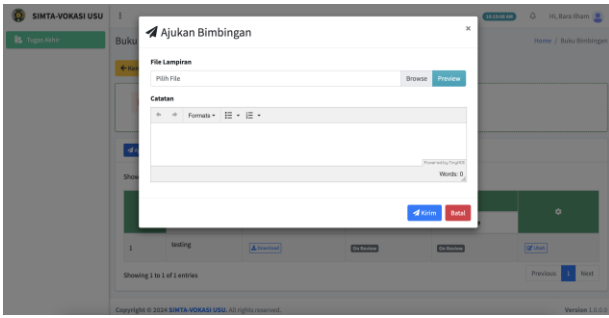 SIMTA-VOKASI USU
Hi, Bara Ilham
Tugas Akhir
Buku
Home / Buku Bimbingan
Ajukan Bimbingan
×
File Lampiran
Pilih File
Browse
Preview
Catatan
Formats
Powered by TinyMCE
Words: 0
Kirim
Batal
Show
1
testing
Download
On Review
On Review
Ubah
Showing 1 to 1 of 1 entries
Previous
1
Next
Copyright © 2024 SIMTA-VOKASI USU. All rights reserved.
Version 1.0.0